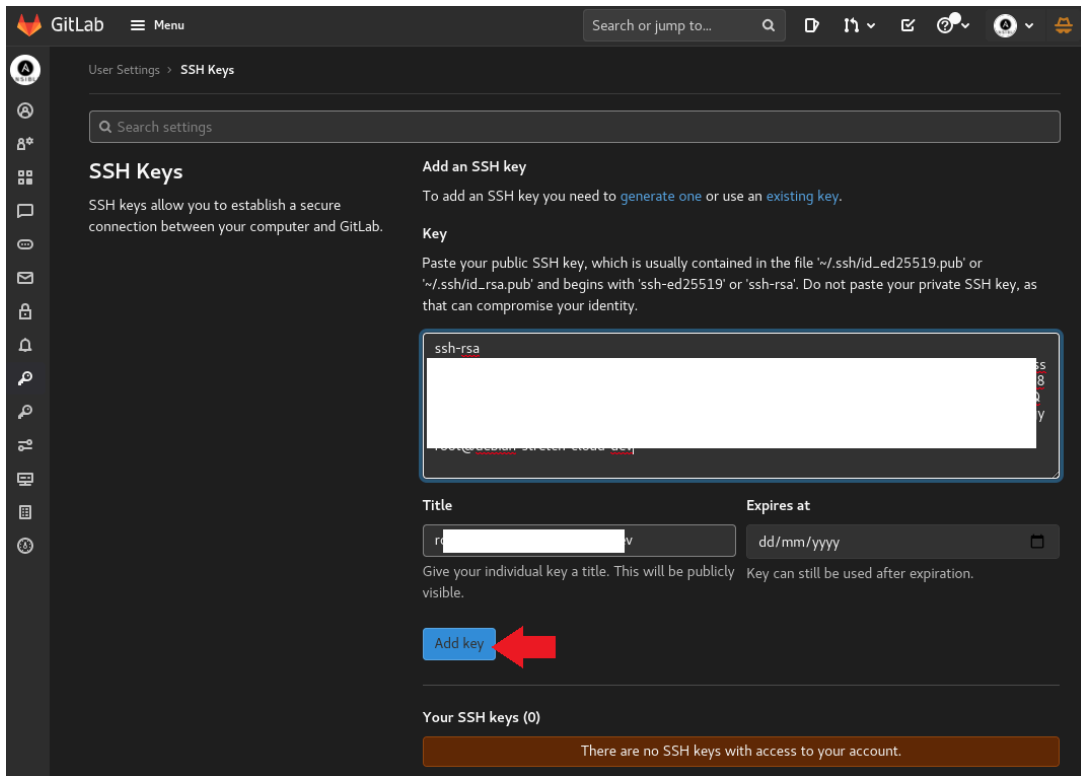 GitLab
Menu
Search or jump to...
User Settings > SSH Keys
Search settings
SSH Keys
SSH keys allow you to establish a secure
connection between your computer and GitLab.
Add an SSH key
To add an SSH key you need to generate one or use an existing key.
Key
Paste your public SSH key, which is usually contained in the file '~/.ssh/id_ed25519.pub' or
'~/.ssh/id_rsa.pub' and begins with 'ssh-ed25519' or 'ssh-rsa'. Do not paste your private SSH key, as
that can compromise your identity.
ssh-rsa
ss
8
Q
y
Title
Expires at
dd/mm/yyyy
Give your individual key a title. This will be publicly
visible.
Key can still be used after expiration.
Add key
Your SSH keys (0)
There are no SSH keys with access to your account.